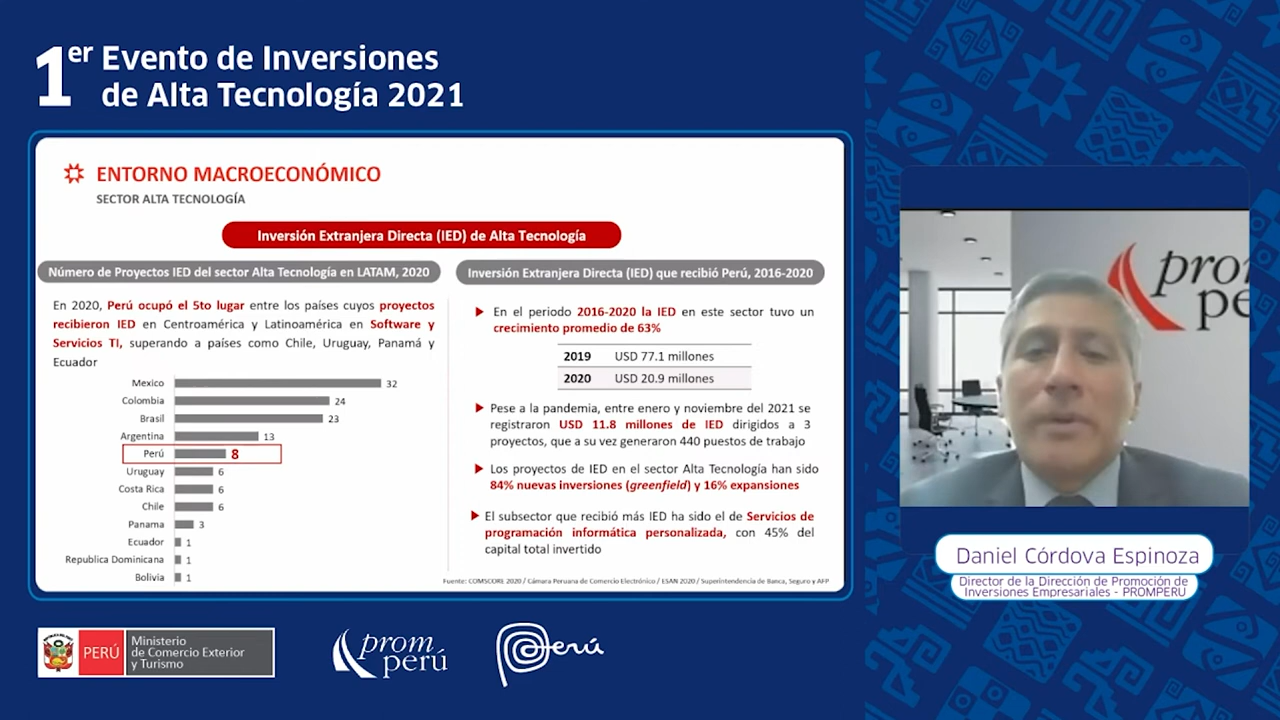 1er Evento de Inversiones
de Alta Tecnología 2021
ENTORNO MACROECONÓMICO
SECTOR ALTA TECNOLOGÍA
Inversión Extranjera Directa (IED) de Alta Tecnología
Número de Proyectos IED del sector Alta Tecnología en LATAM, 2020
En 2020, Perú ocupó el 5to lugar entre los países cuyos proyectos
recibieron IED en Centroamérica y Latinoamérica en Software y
Servicios TI, superando a países como Chile, Uruguay, Panamá y
Ecuador
Mexico 32
Colombia 24
Brasil 23
Argentina 13
Perú 8
Uruguay 6
Costa Rica 6
Chile 6
Panama 3
Ecuador 1
Republica Dominicana 1
Bolivia 1
Inversión Extranjera Directa (IED) que recibió Perú, 2016-2020
En el periodo 2016-2020 la IED en este sector tuvo un
crecimiento promedio de 63%
2019 USD 77.1 millones
2020 USD 20.9 millones
Pese a la pandemia, entre enero y noviembre del 2021 se
registraron USD 11.8 millones de IED dirigidos a 3
proyectos, que a su vez generaron 440 puestos de trabajo
Los proyectos de IED en el sector Alta Tecnología han sido
84% nuevas inversiones (greenfield) y 16% expansiones
El subsector que recibió más IED ha sido el de Servicios de
programación informática personalizada, con 45% del
capital total invertido
Fuente: COMSCORE 2020 / Cámara Peruana de Comercio Electrónico / ESAN 2020 / Superintendencia de Banca, Seguro y AFP
prom
pe
Daniel Córdova Espinoza
Director de la Dirección de Promoción de
Inversiones Empresariales - PROMPERÚ
PERÚ
Ministerio
de Comercio Exterior
y Turismo
prom
perú
Perú